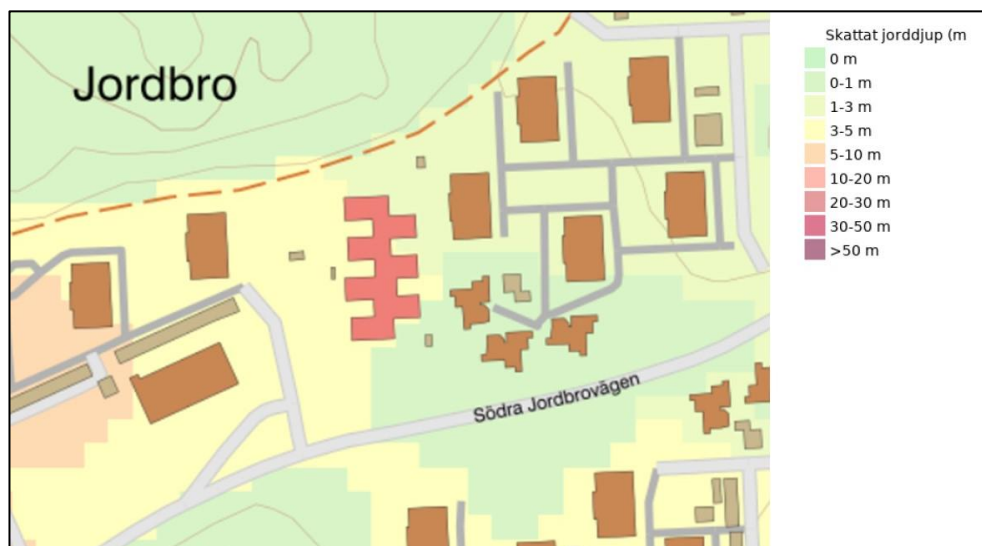 Jordbro
Södra Jordbrovägen
Skattat jorddjup (m
0 m
0-1 m
1-3 m
3-5 m
5-10 m
10-20 m
20-30 m
30-50 m
>50 m